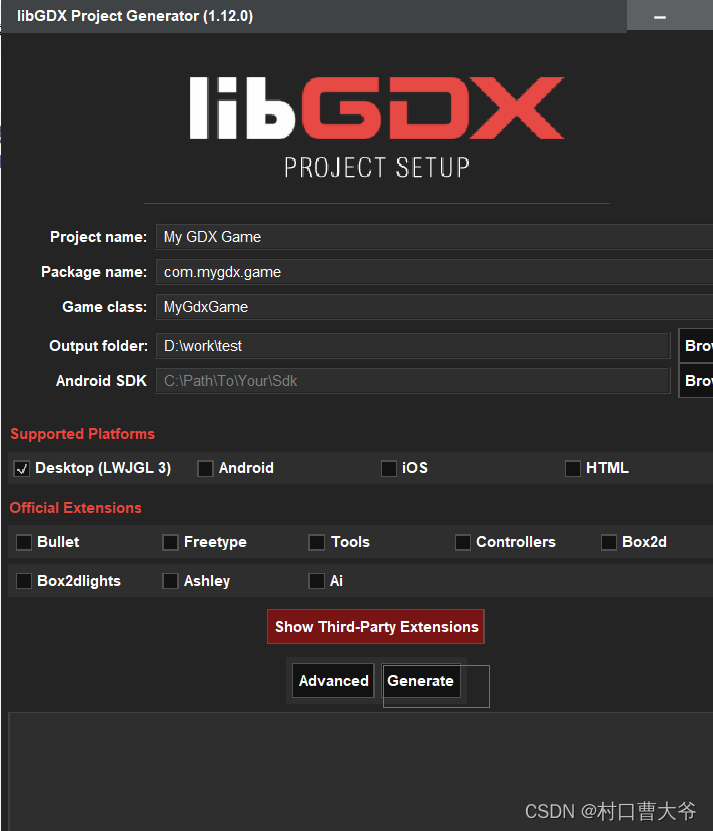 libGDX Project Generator (1.12.0)
libGDX
PROJECT SETUP
Project name: My GDX Game
Package name: com.mygdx.game
Game class: MyGdxGame
Output folder: D:\work\test Bro
Android SDK C:\Path\To\Your\Sdk Bro
Supported Platforms
Desktop (LWJGL 3) Android iOS HTML
Official Extensions
Bullet Freetype Tools Controllers Box2d
Box2dlights Ashley Ai
Show Third-Party Extensions
Advanced Generate
CSDN @村口曹大爷